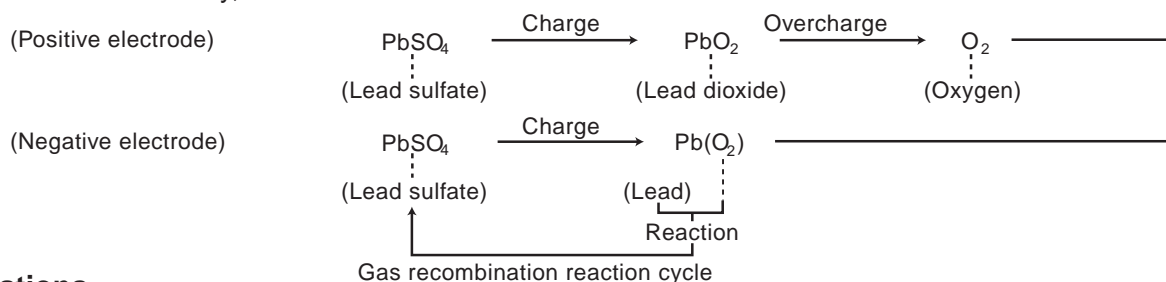 (Positive electrode) PbSO4 Charge PbO2 Overcharge O2
(Lead sulfate) (Lead dioxide) (Oxygen)
(Negative electrode) PbSO4 Charge Pb(O2)
(Lead sulfate) (Lead)
Reaction
Gas recombination reaction cycle